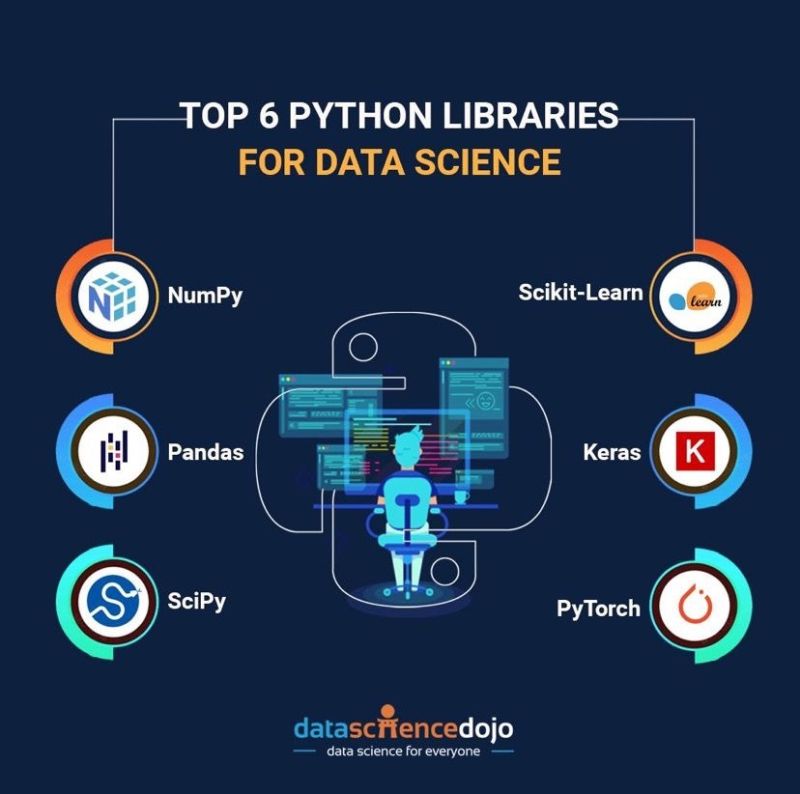 TOP 6 PYTHON LIBRARIES
FOR DATA SCIENCE
NumPy
Scikit-Learn
learn
Pandas
Keras
K
SciPy
PyTorch
datasciencedojo
data science for everyone